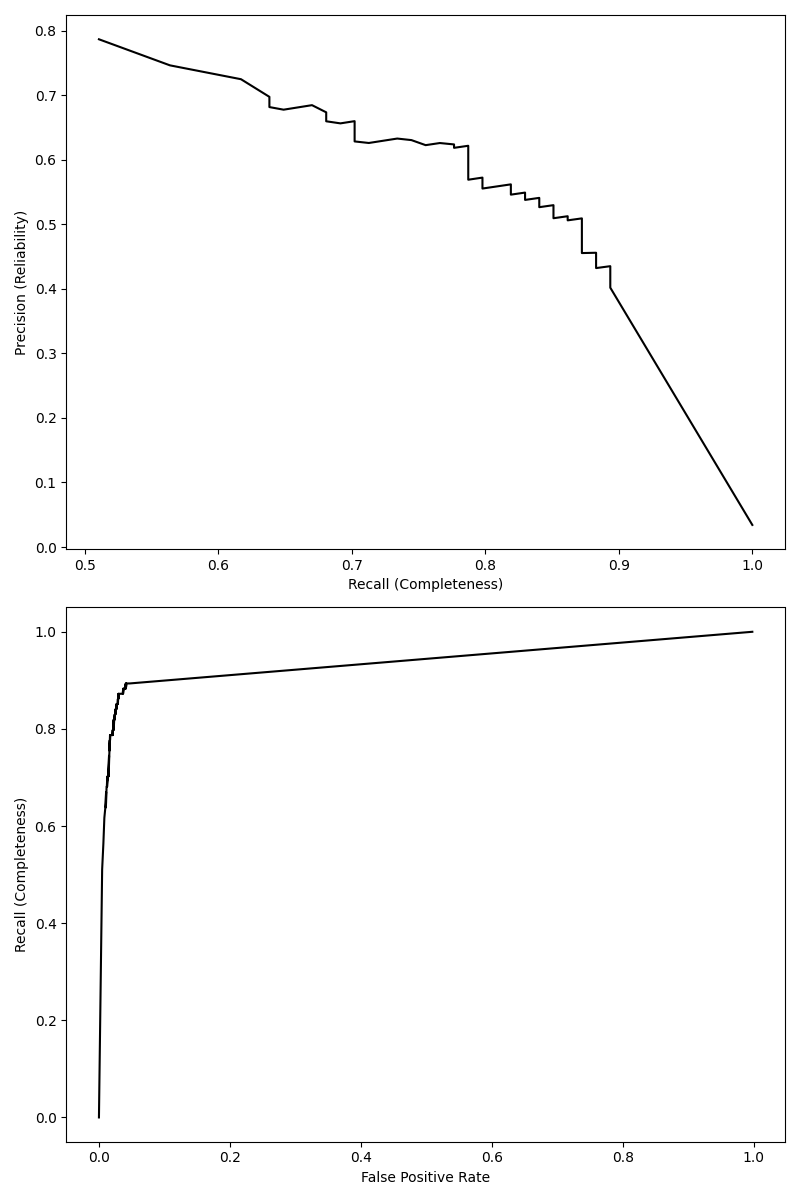 0.8
0.7
0.6
0.5
0.4
0.3
0.2
0.1
0.0
Precision (Reliability)
0.5 0.6 0.7 0.8 0.9 1.0
Recall (Completeness)
1.0
0.8
0.6
0.4
0.2
0.0
Recall (Completeness)
0.0 0.2 0.4 0.6 0.8 1.0
False Positive Rate